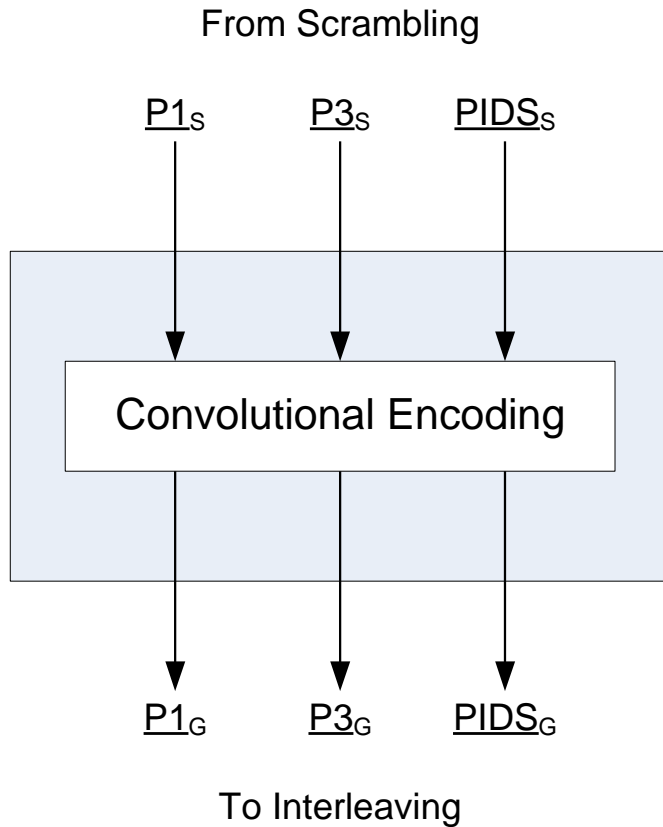 From Scrambling
P1S P3S PIDSS
Convolutional Encoding
P1G P3G PIDSG
To Interleaving